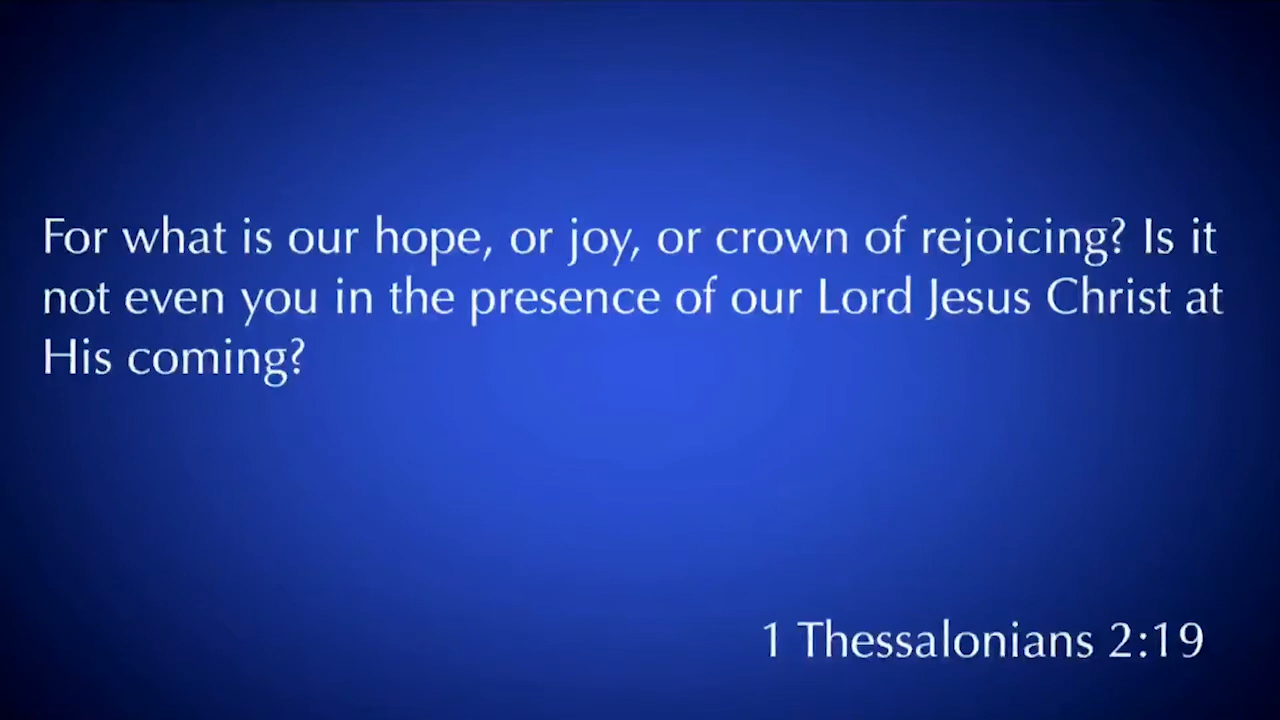 For what is our hope, or joy, or crown of rejoicing? Is it
not even you in the presence of our Lord Jesus Christ at
His coming?
1 Thessalonians 2:19